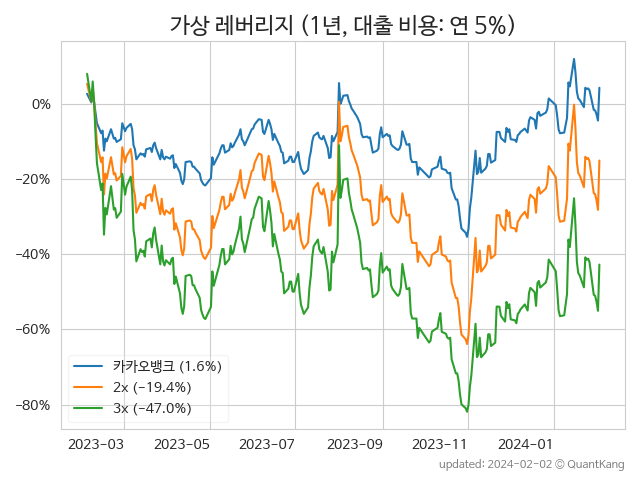 가상 레버리지 (1년, 대출 비용: 연 5%)
0%
−20%
−40%
−60%
−80%
카카오뱅크 (1.6%)
2x (−19.4%)
3x (−47.0%)
2023-03 2023-05 2023-07 2023-09 2023-11 2024-01
updated: 2024-02-02 © QuantKang